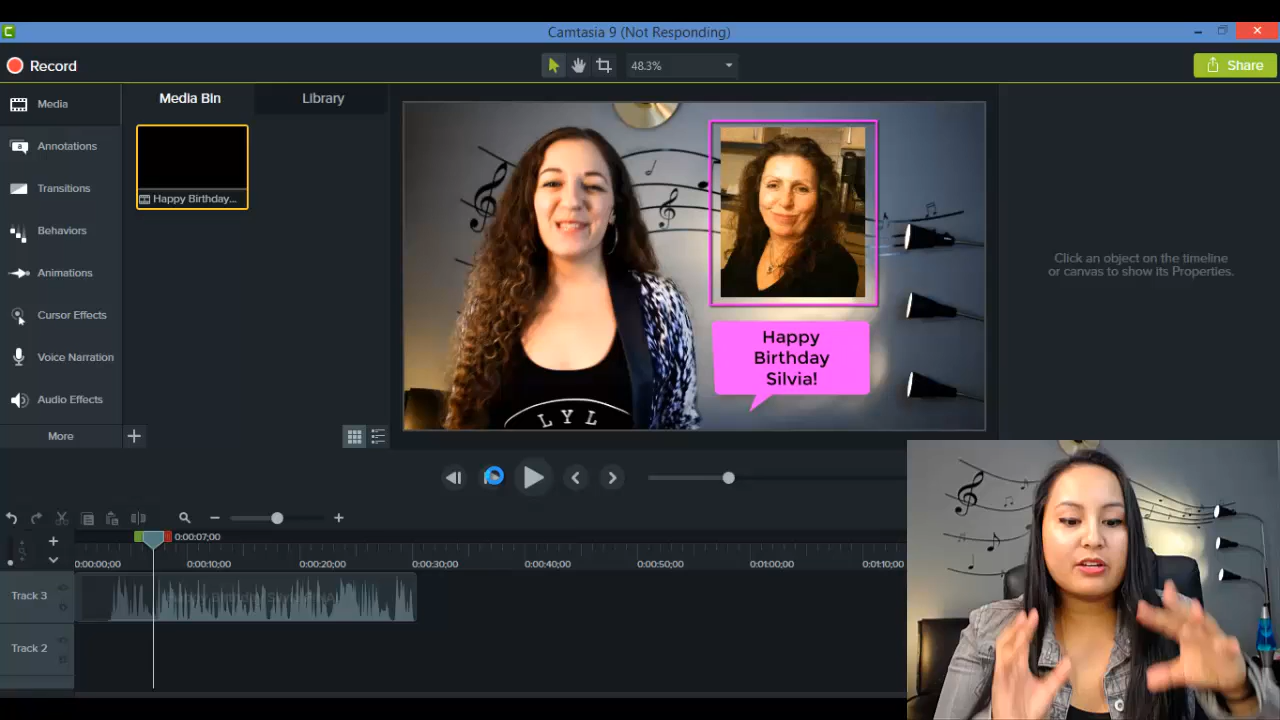 Camtasia 9 (Not Responding)
Record
48.3%
Share
Media
Annotations
Transitions
Behaviors
Animations
Cursor Effects
Voice Narration
Audio Effects
More
Media Bin
Library
Happy Birthday...
LYL
Happy
Birthday
Silvia!
Click an object on the timeline
or canvas to show its Properties.
0:00:07;00
0:00:00;00
0:00:10;00
0:00:20;00
0:00:30;00
0:00:40;00
0:00:50;00
0:01:00;00
0:01:10;00
Track 3
Track 2